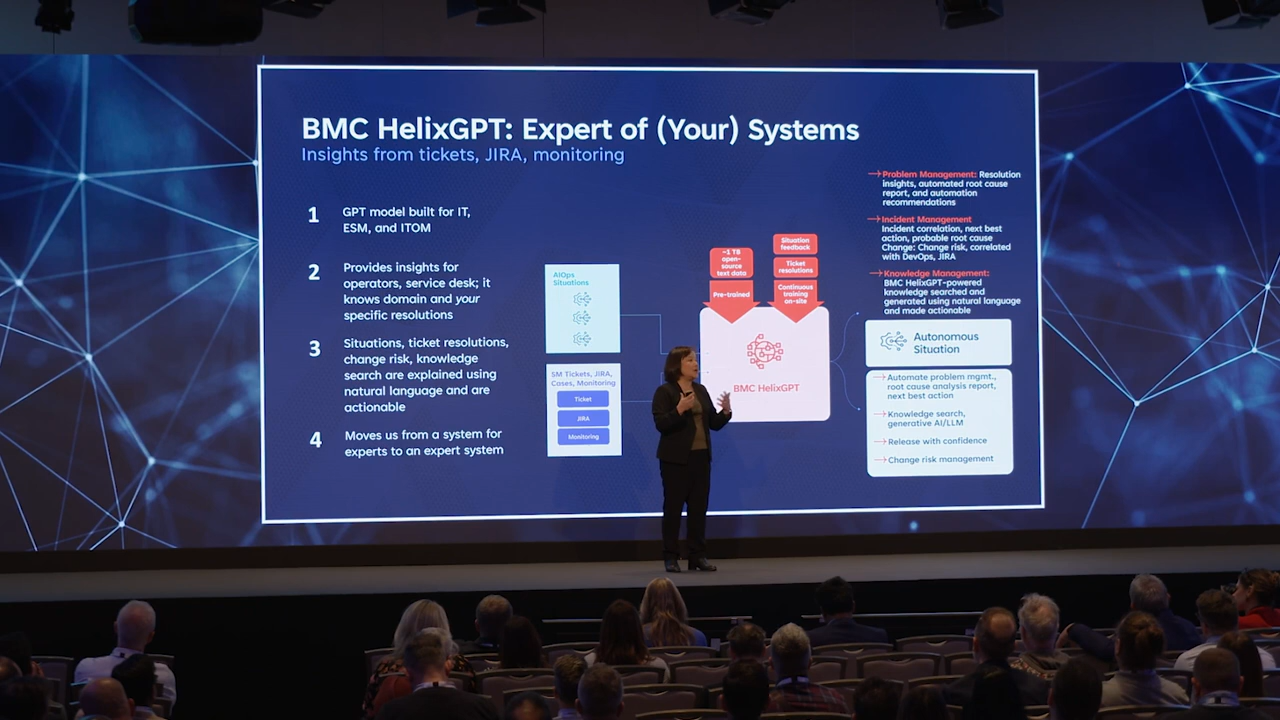 BMC HelixGPT: Expert of (Your) Systems
Insights from tickets, JIRA, monitoring
1
GPT model built for IT,
ESM, and ITOM
2
Provides insights for
operators, service desk; it
knows domain and your
specific resolutions
3
Situations, ticket resolutions,
change risk, knowledge
search are explained using
natural language and are
actionable
4
Moves us from a system for
experts to an expert system
AIOps
Situations
SM Tickets, JIRA,
Cases, Monitoring
Ticket
JIRA
Monitoring
~1 TB
open-
source
text data
Pre-trained
Situation
feedback
Ticket
resolutions
Continuous
training
on-site
BMC HelixGPT
→Problem Management: Resolution
insights, automated root cause
report, and automation
recommendations
→Incident Management
Incident correlation, next best
action, probable root cause
Change: Change risk, correlated
with DevOps, JIRA
→Knowledge Management:
BMC HelixGPT-powered
knowledge searched and
generated using natural language
and made actionable
Autonomous
Situation
→Automate problem mgmt.,
root cause analysis report,
next best action
→Knowledge search,
generative AI/LLM
→Release with confidence
→Change risk management